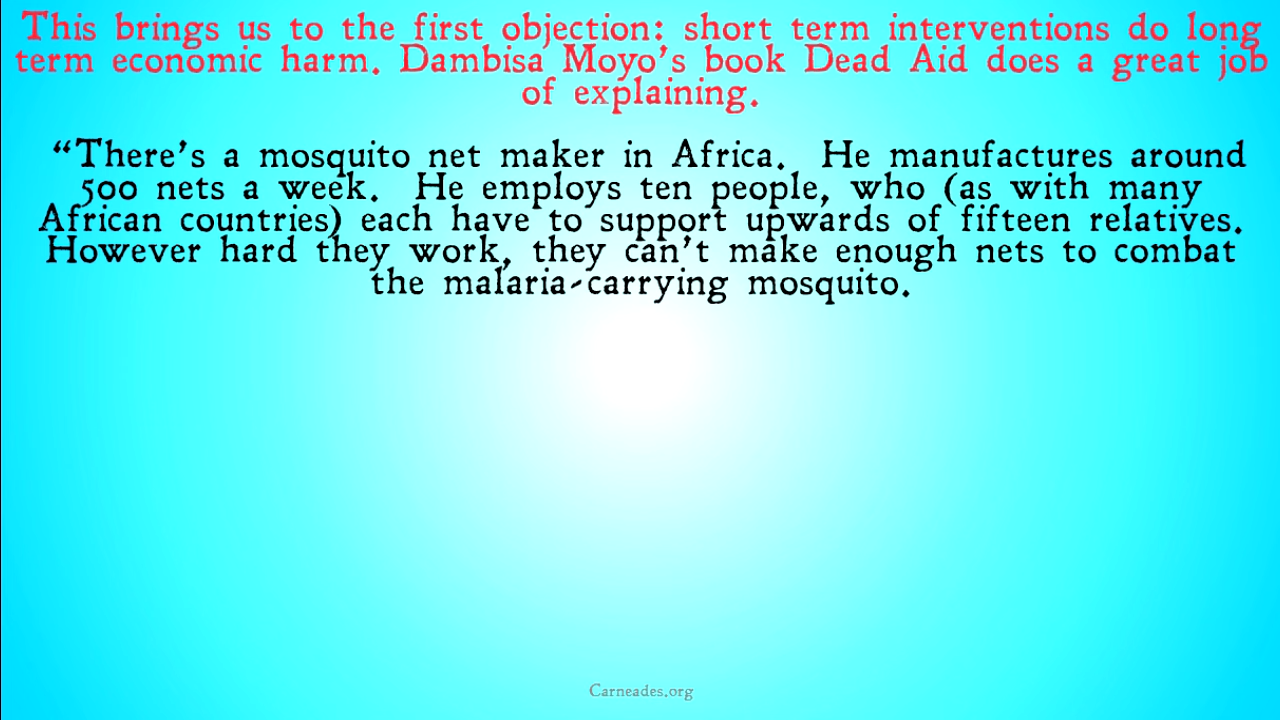 This brings us to the first objection: short term interventions do long
term economic harm. Dambisa Moyo's book Dead Aid does a great job
of explaining.
“There's a mosquito net maker in Africa.  He manufactures around
500 nets a week.  He employs ten people, who (as with many
African countries) each have to support upwards of fifteen relatives.
However hard they work, they can't make enough nets to combat
the malaria-carrying mosquito.
Carneades.org